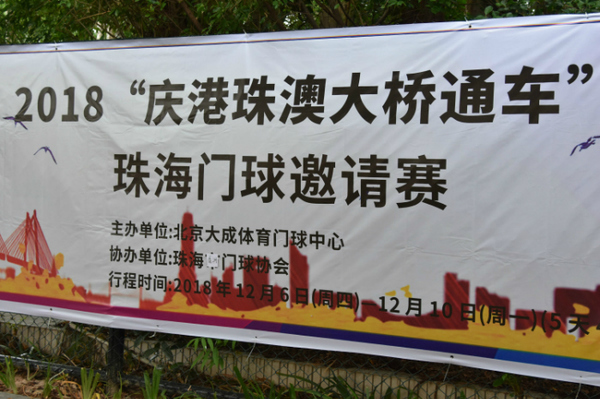 2018 “庆港珠澳大桥通车”
珠海门球邀请赛
主办单位:北京大成体育门球中心
协办单位:珠海门球协会
行程时间:2018年12月6日(周四)—12月10日(周一)(5天